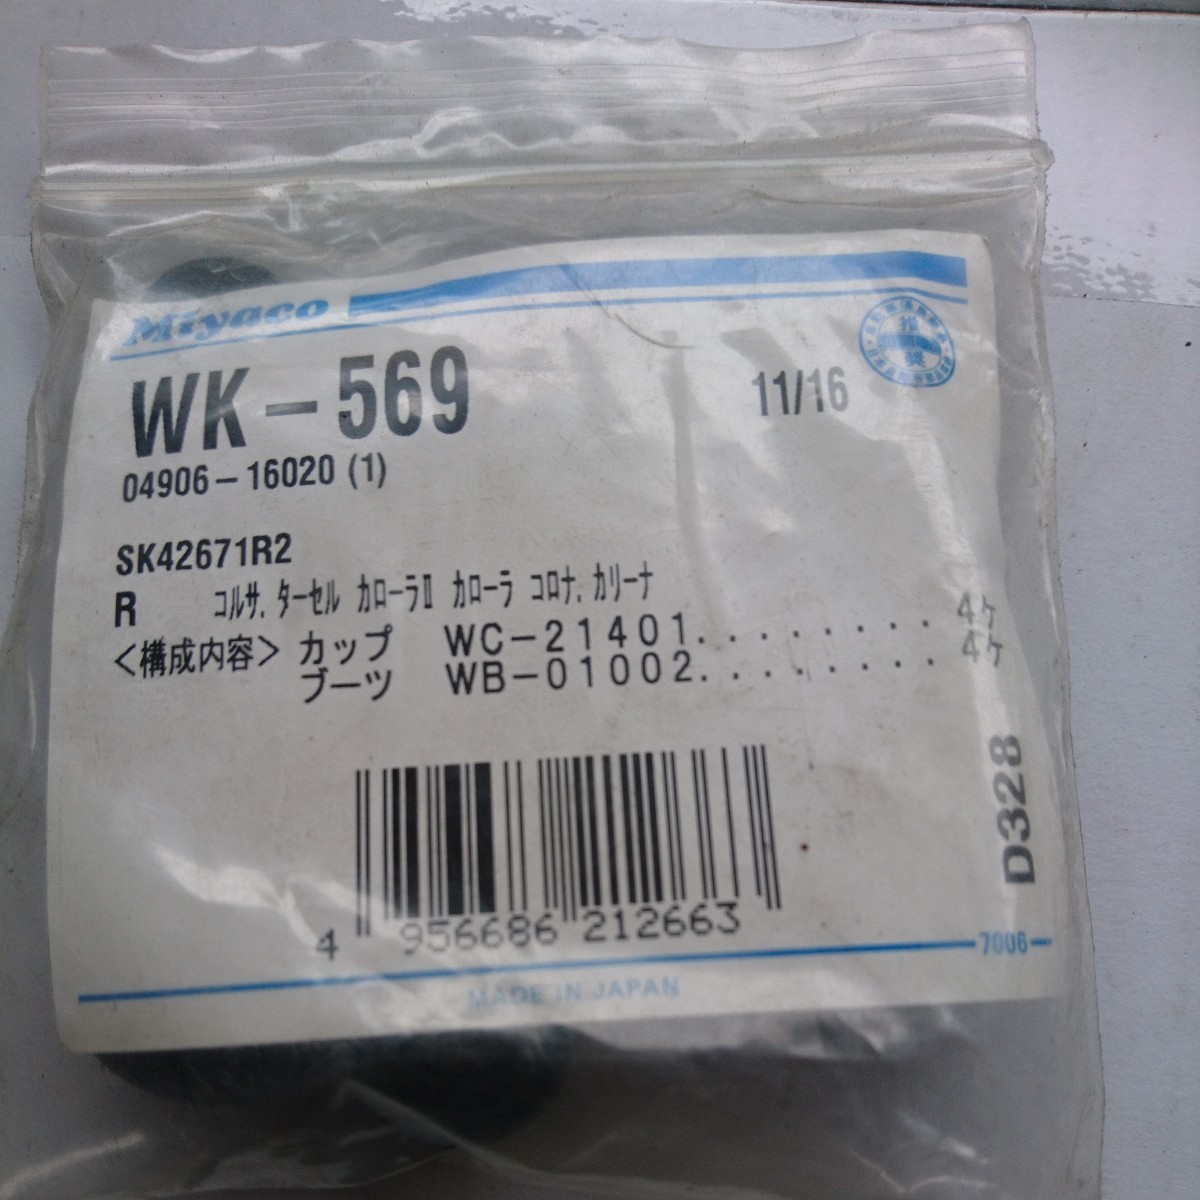 Miyaco
推奨
WK-569
11/16
04906-16020 (1)
SK42671R2
R コルサ, ターセル カローラⅡ カローラ コロナ, カリーナ
<構成内容> カップ WC-21401........4ケ
ブーツ WB-01002........4ケ
D328
4 956686 212663
7006
MADE IN JAPAN